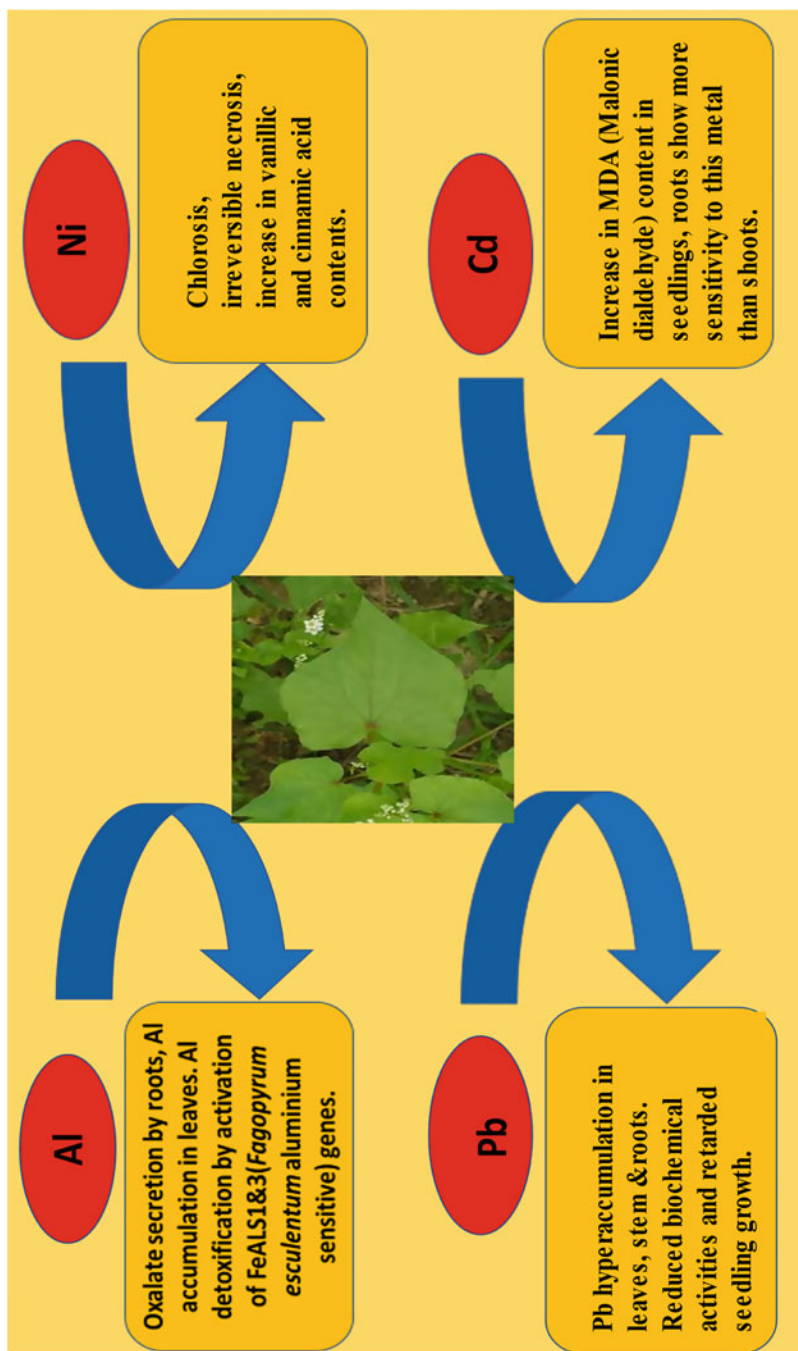 Al
Oxalate secretion by roots, Al
accumulation in leaves. Al
detoxification by activation
of FeALS1&3(Fagopyrum
esculentum aluminium
sensitive) genes.
Ni
Chlorosis,
irreversible necrosis,
increase in vanillic
and cinnamic acid
contents.
Pb
Pb hyperaccumulation in
leaves, stem &roots.
Reduced biochemical
activities and retarded
seedling growth.
Cd
Increase in MDA (Malonic
dialdehyde) content in
seedlings, roots show more
sensitivity to this metal
than shoots.